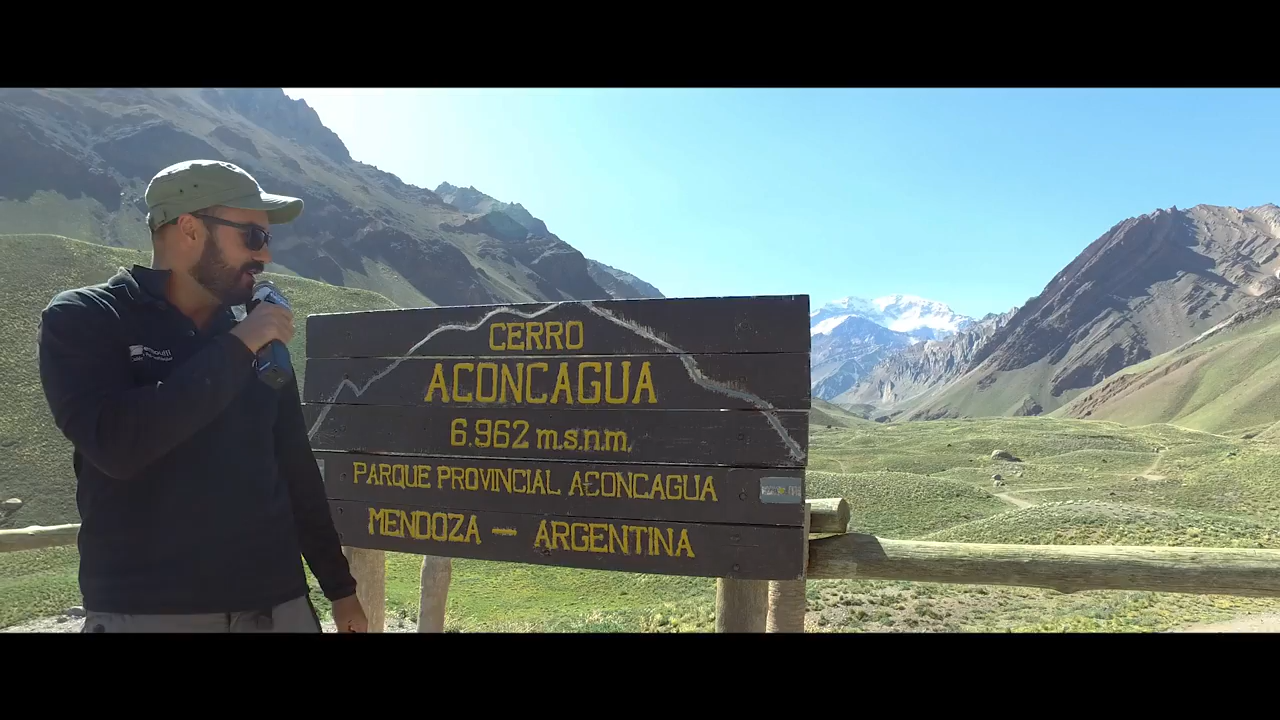 CERRO
ACONCAGUA
6.962 m.s.n.m.
PARQUE PROVINCIAL ACONCAGUA
MENDOZA — ARGENTINA